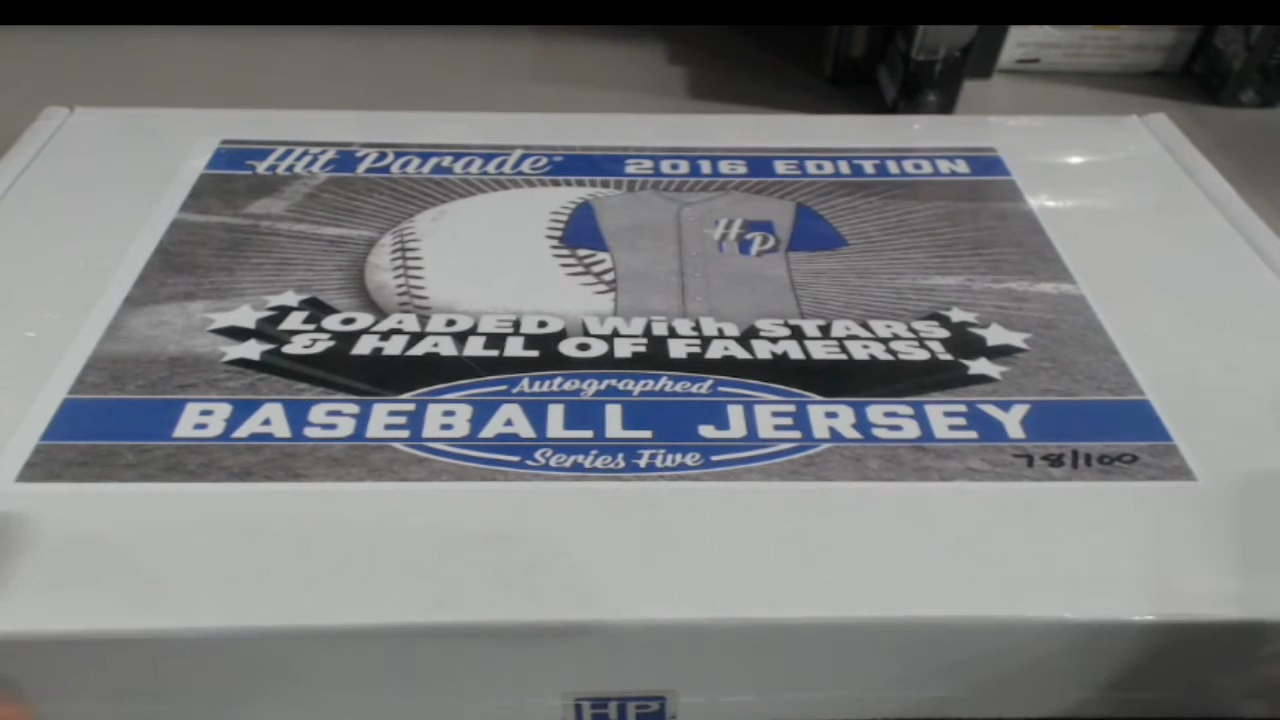 Hit Parade® 2016 EDITION
HP
LOADED With STARS
& HALL OF FAMERS!
Autographed
BASEBALL JERSEY
Series Five
78/100
HP